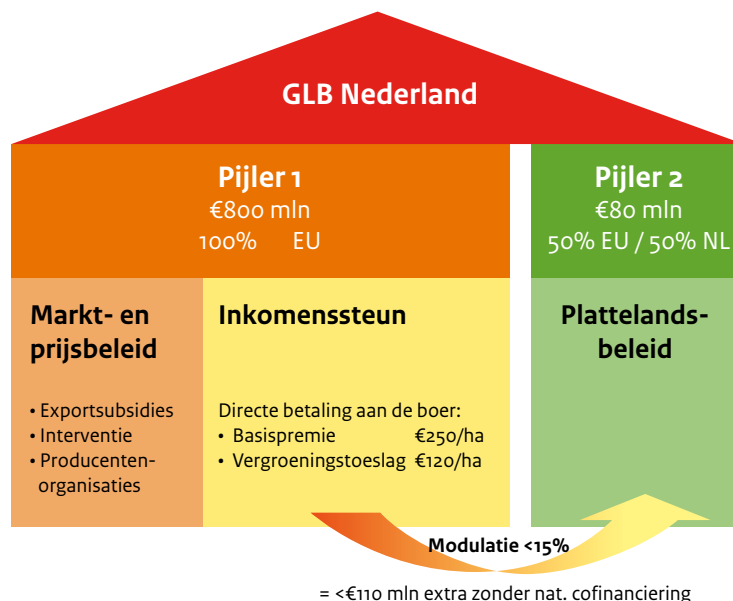 GLB Nederland
Pijler 1
€800 mln
100% EU
Pijler 2
€80 mln
50% EU / 50% NL
Markt- en
prijsbeleid
• Exportsubsidies
• Interventie
• Producenten-
organisaties
Inkomenssteun
Directe betaling aan de boer:
• Basispremie €250/ha
• Vergroeningstoeslag €120/ha
Plattelands-
beleid
Modulatie <15%
= <€110 mln extra zonder nat. cofinanciering